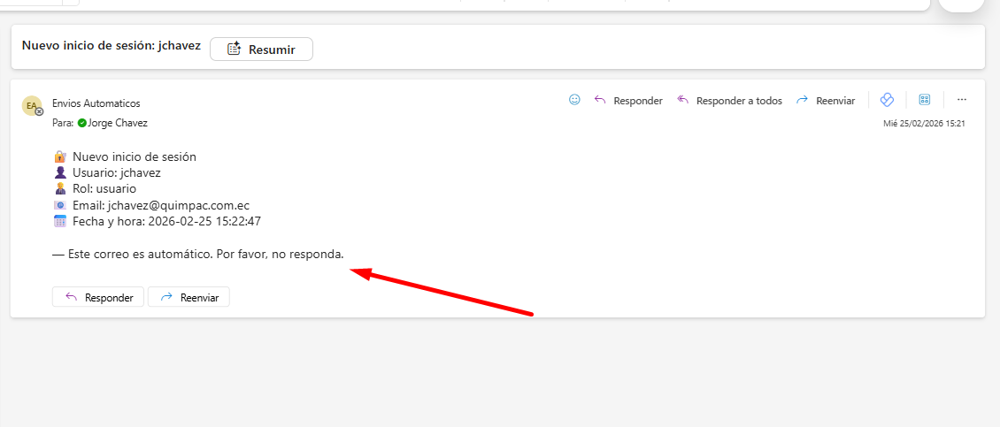 Nuevo inicio de sesión: jchavez
Resumir
EA
Envios Automaticos
Responder
Responder a todos
Reenviar
Para: Jorge Chavez
Mié 25/02/2026 15:21
Nuevo inicio de sesión
Usuario: jchavez
Rol: usuario
Email: jchavez@quimpac.com.ec
Fecha y hora: 2026-02-25 15:22:47
— Este correo es automático. Por favor, no responda.
Responder
Reenviar